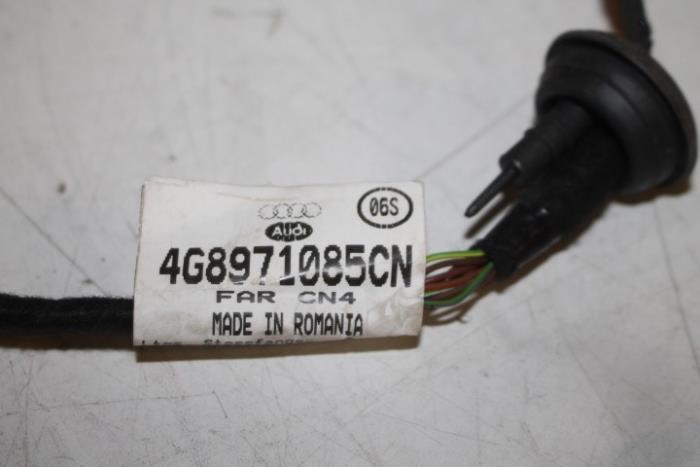 06S
Audi
4G8971085CN
FAR CN4
MADE IN ROMANIA